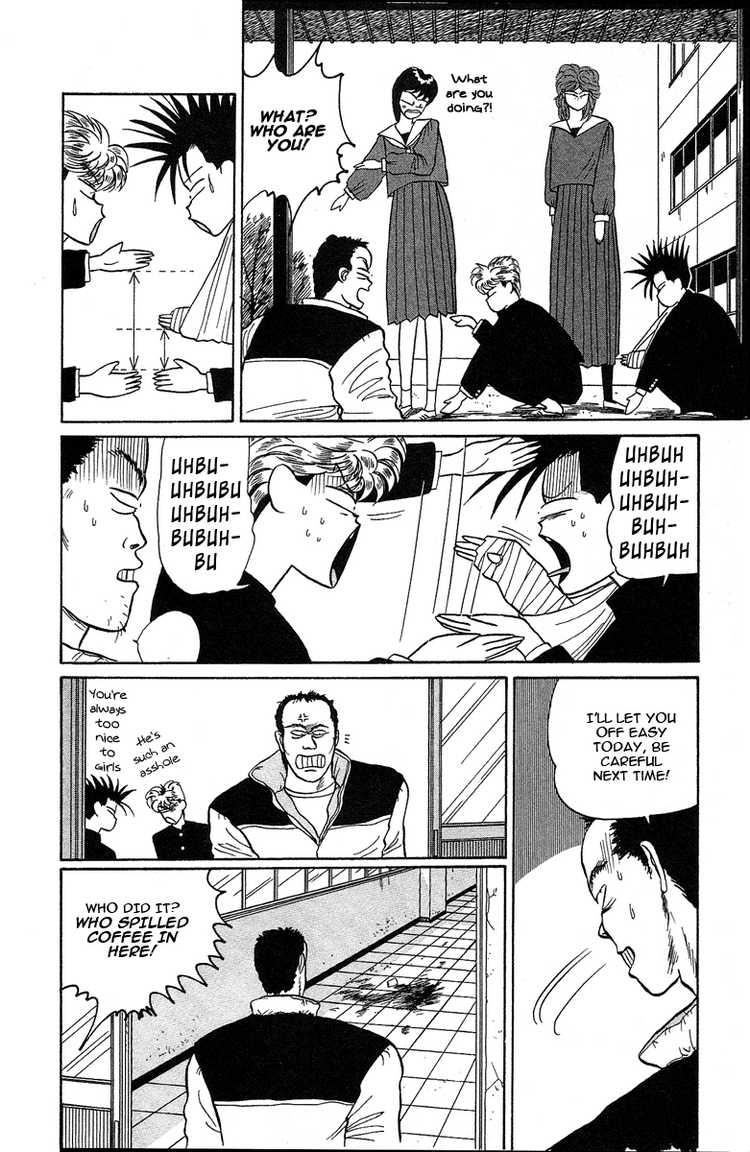 What
are you
doing?!
WHAT?
WHO ARE
YOU!
UHBUH
UHBUH-
UHBUH-
BUH-
BUHBUH
UHBU-
UHBUBU
UHBUH-
BUBUH-
BU
I'LL LET YOU
OFF EASY
TODAY, BE
CAREFUL
NEXT TIME!
He's
such an
asshole
You're
always
too
nice
to
girls
WHO DID IT?
WHO SPILLED
COFFEE IN
HERE!